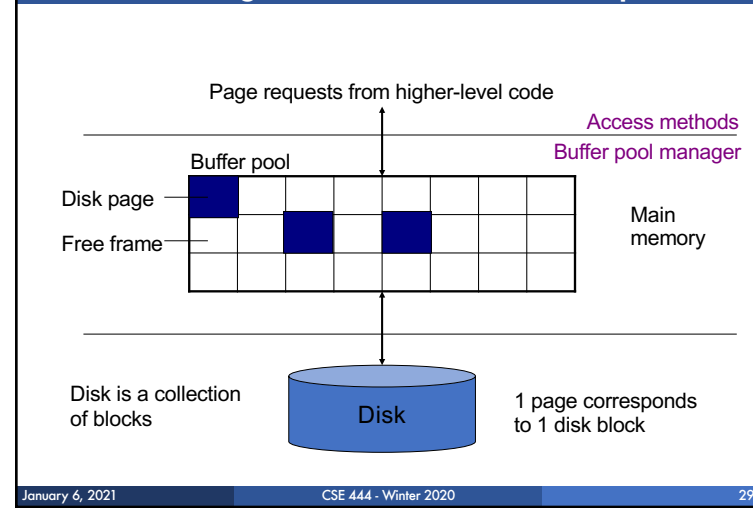 Page requests from higher-level code
Access methods
Buffer pool manager
Buffer pool
Disk page
Free frame
Main
memory
Disk is a collection
of blocks
Disk
1 page corresponds
to 1 disk block
January 6, 2021
CSE 444 - Winter 2020
29